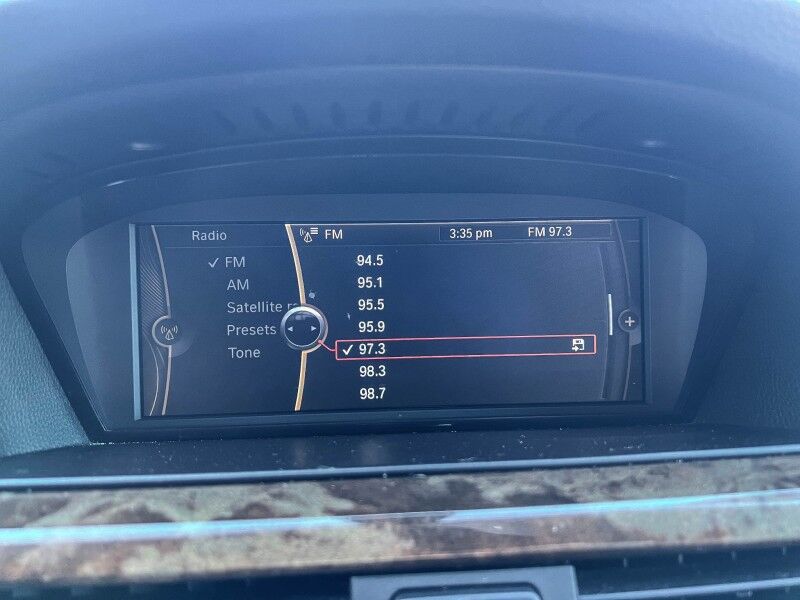 Radio
FM
3:35 pm
FM 97.3
FM
AM
Satellite
Presets
Tone
94.5
95.1
95.5
95.9
97.3
98.3
98.7